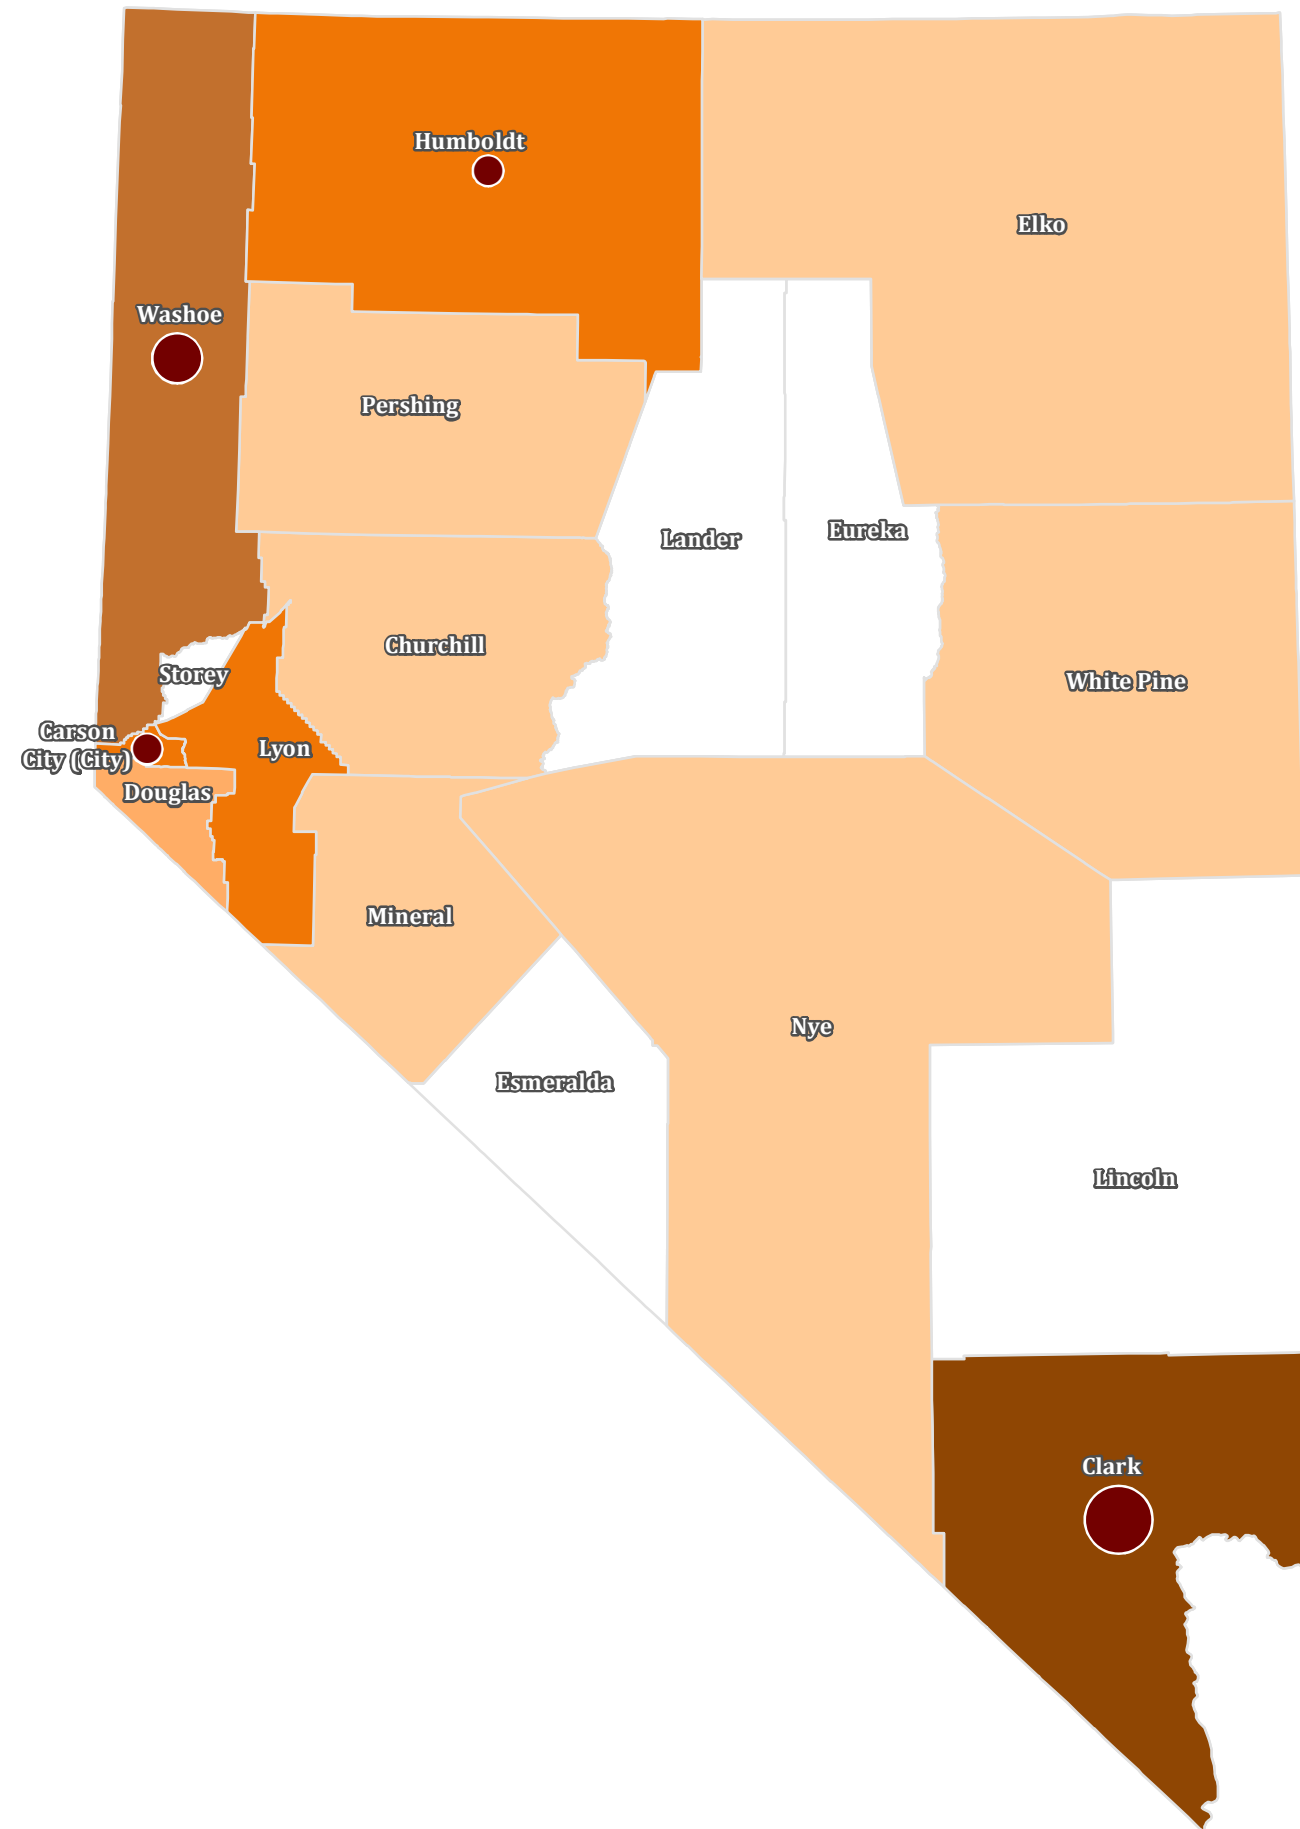 Humboldt
Elko
Washoe
Pershing
Lander
Eureka
Churchill
Storey
White Pine
Carson
City (City)
Lyon
Douglas
Mineral
Nye
Esmeralda
Lincoln
Clark